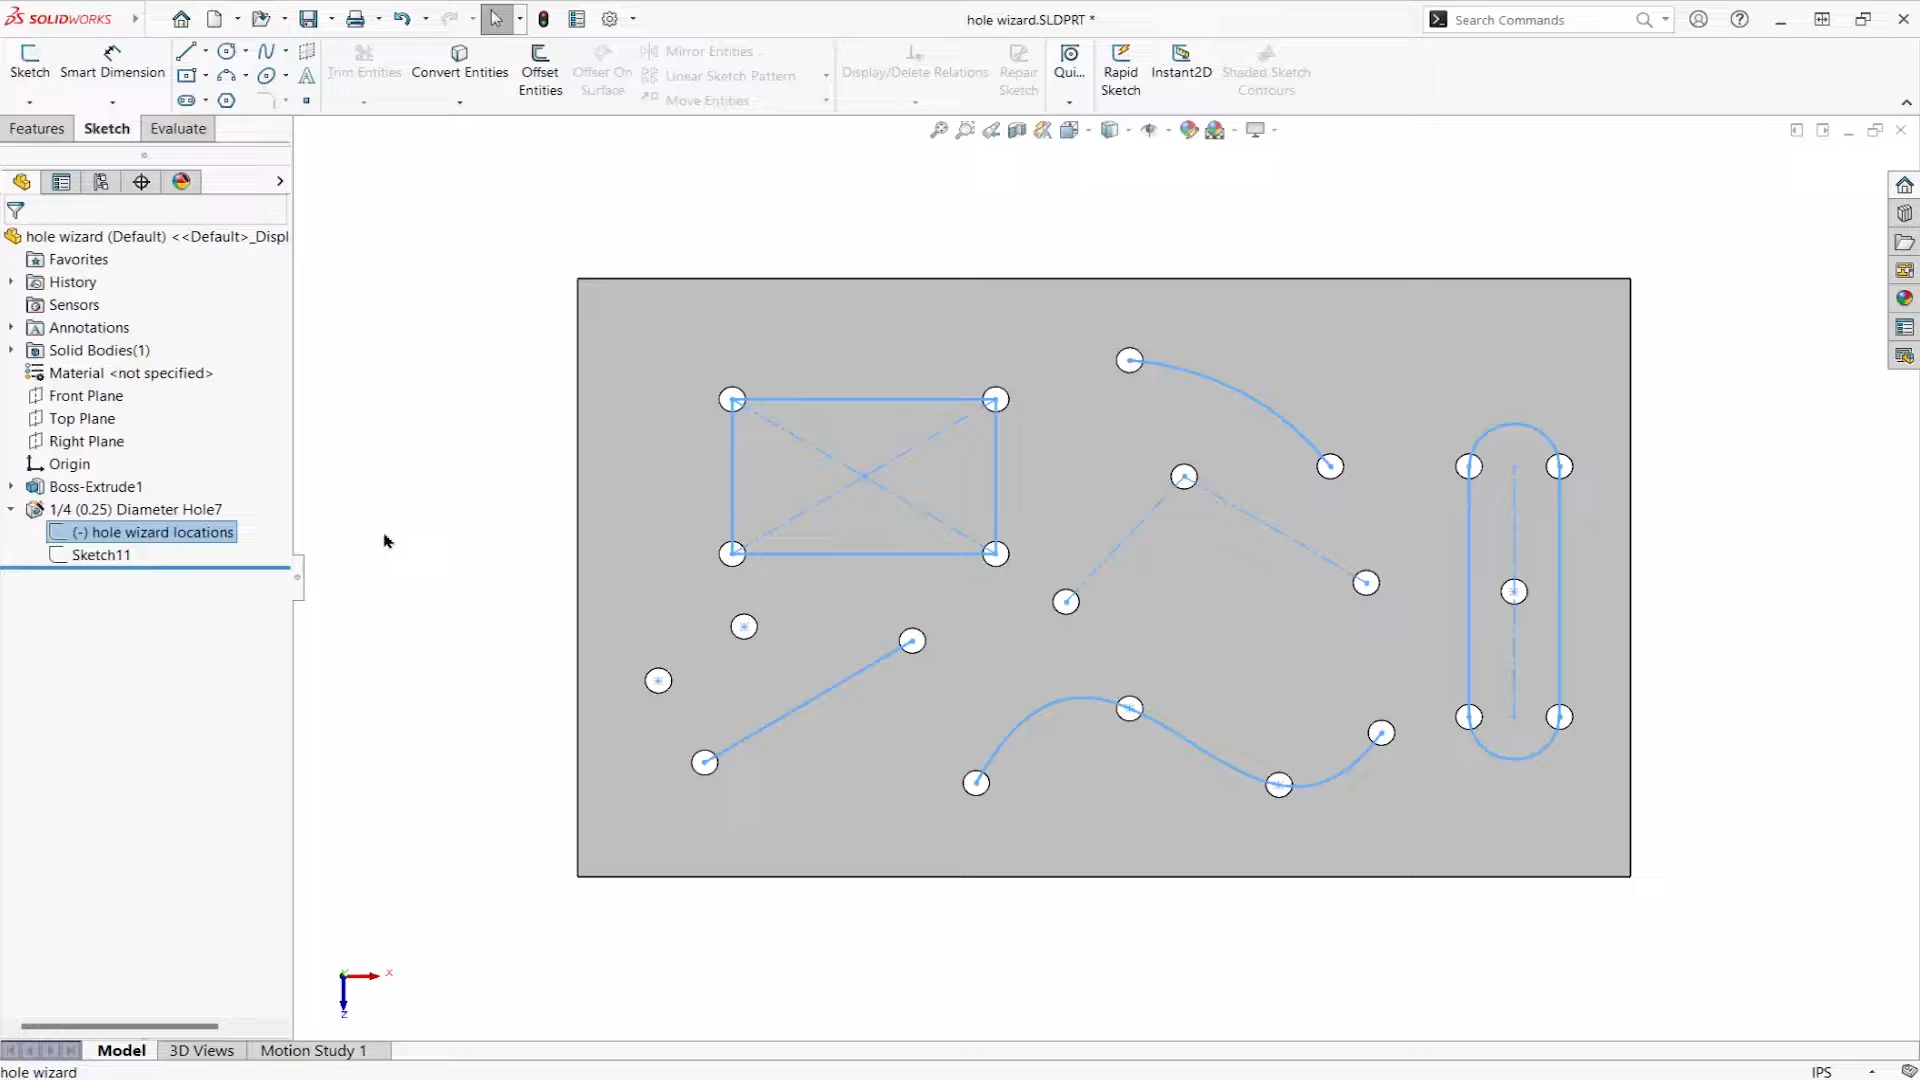 SOLIDWORKS
hole wizard.SLDPRT *
Search Commands
Sketch
Smart Dimension
Trim Entities
Convert Entities
Offset
Entities
Offset On
Surface
Mirror Entities
Linear Sketch Pattern
Move Entities
Display/Delete Relations
Repair
Sketch
Qui...
Rapid
Sketch
Instant2D
Shaded Sketch
Contours
Features
Sketch
Evaluate
hole wizard (Default) <<Default>_Displ
Favorites
History
Sensors
Annotations
Solid Bodies(1)
Material <not specified>
Front Plane
Top Plane
Right Plane
Origin
Boss-Extrude1
1/4 (0.25) Diameter Hole7
(-) hole wizard locations
Sketch11
X
Z
Model
3D Views
Motion Study 1
hole wizard
IPS